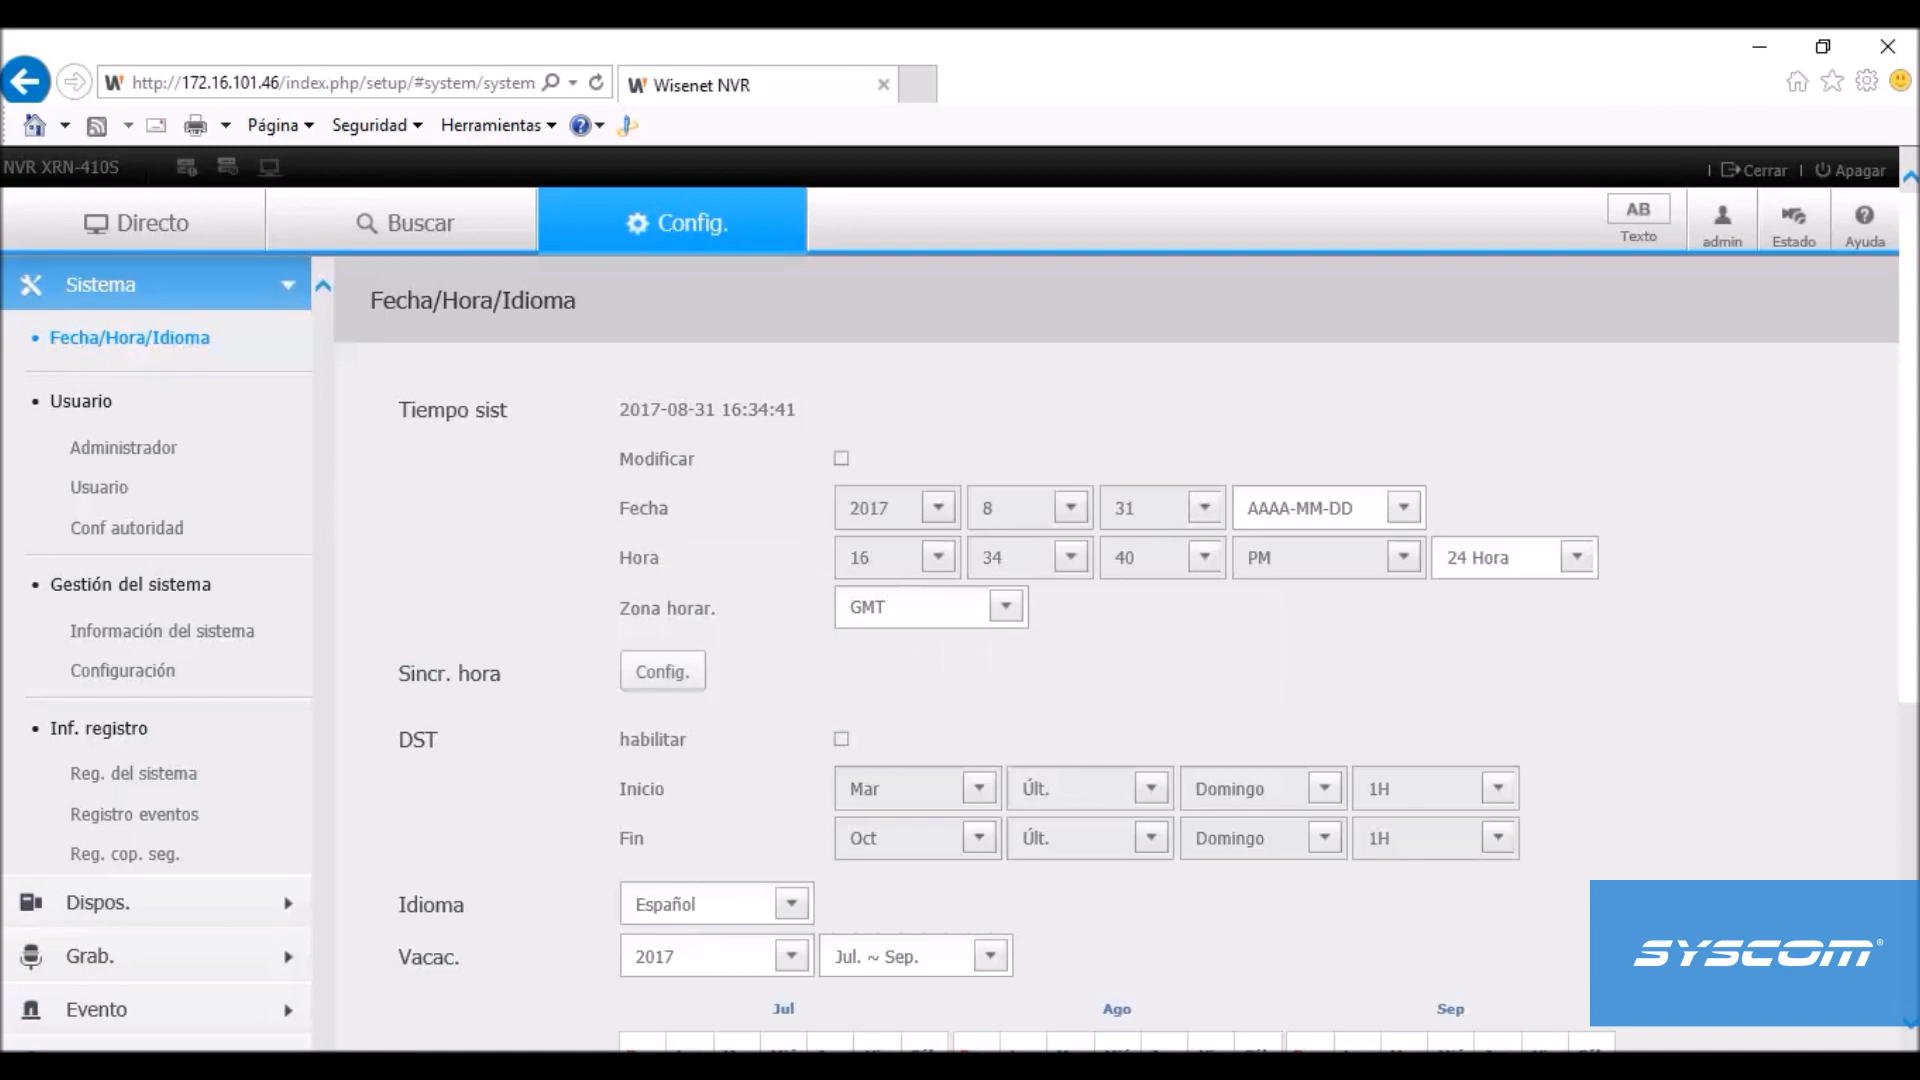 http://172.16.101.46/index.php/setup/#system/system
Wisenet NVR
Página
Seguridad
Herramientas
NVR XRN-410S
Cerrar
Apagar
Directo
Buscar
Config.
AB
Texto
admin
Estado
Ayuda
Sistema
Fecha/Hora/Idioma
Usuario
Administrador
Usuario
Conf autoridad
Gestión del sistema
Información del sistema
Configuración
Inf. registro
Reg. del sistema
Registro eventos
Reg. cop. seg.
Dispos.
Grab.
Evento
Fecha/Hora/Idioma
Tiempo sist 2017-08-31 16:34:41
Modificar
Fecha 2017 8 31 AAAA-MM-DD
Hora 16 34 40 PM 24 Hora
Zona horar. GMT
Sincr. hora Config.
DST habilitar
Inicio Mar Últ. Domingo 1H
Fin Oct Últ. Domingo 1H
Idioma Español
Vacac. 2017 Jul. ~ Sep.
Jul Ago Sep
SYSCOM®